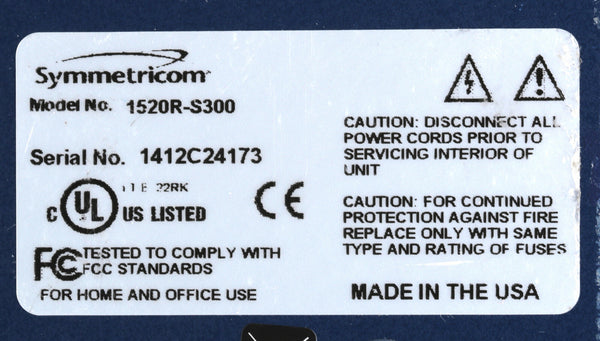 Symmetricom
Model No. 1520R-S300
Serial No. 1412C24173
22RK
C UL US LISTED
CE
FC TESTED TO COMPLY WITH
FCC STANDARDS
FOR HOME AND OFFICE USE
CAUTION: DISCONNECT ALL
POWER CORDS PRIOR TO
SERVICING INTERIOR OF
UNIT
CAUTION: FOR CONTINUED
PROTECTION AGAINST FIRE
REPLACE ONLY WITH SAME
TYPE AND RATING OF FUSES
MADE IN THE USA